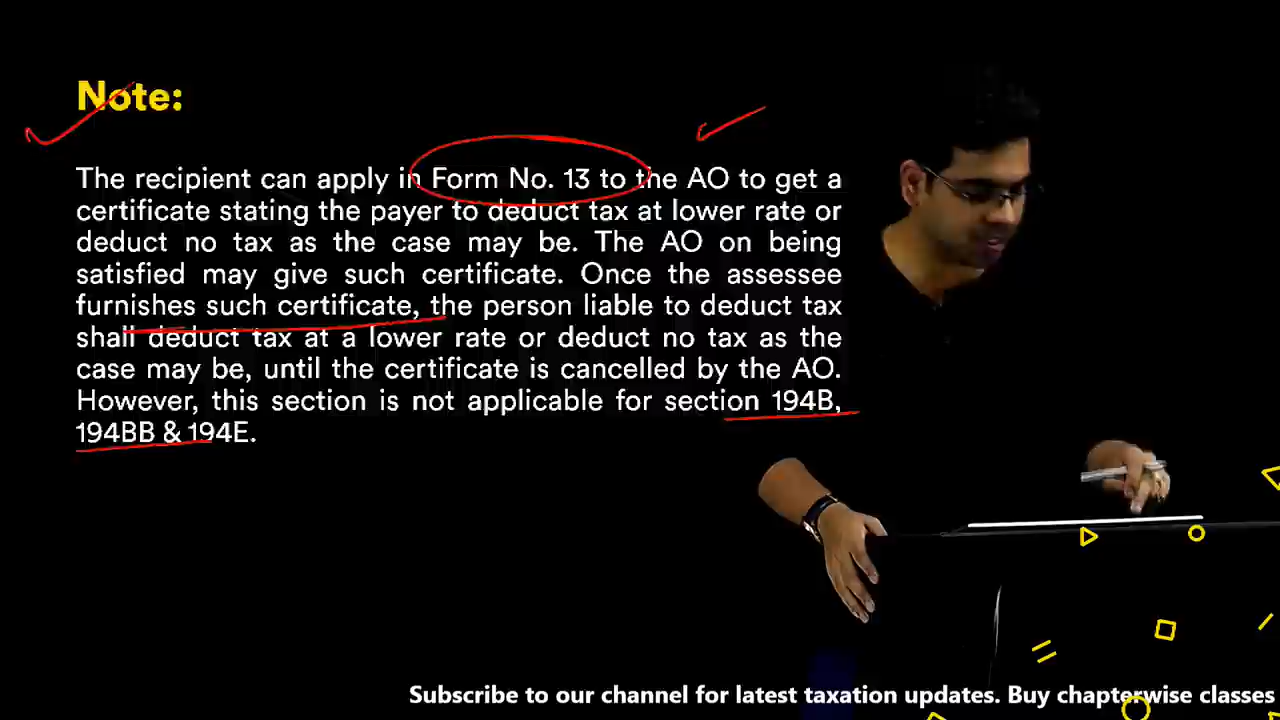 Note:
The recipient can apply in Form No. 13 to the AO to get a
certificate stating the payer to deduct tax at lower rate or
deduct no tax as the case may be. The AO on being
satisfied may give such certificate. Once the assessee
furnishes such certificate, the person liable to deduct tax
shall deduct tax at a lower rate or deduct no tax as the
case may be, until the certificate is cancelled by the AO.
However, this section is not applicable for section 194B,
194BB & 194E.
Subscribe to our channel for latest taxation updates. Buy chapterwise classes